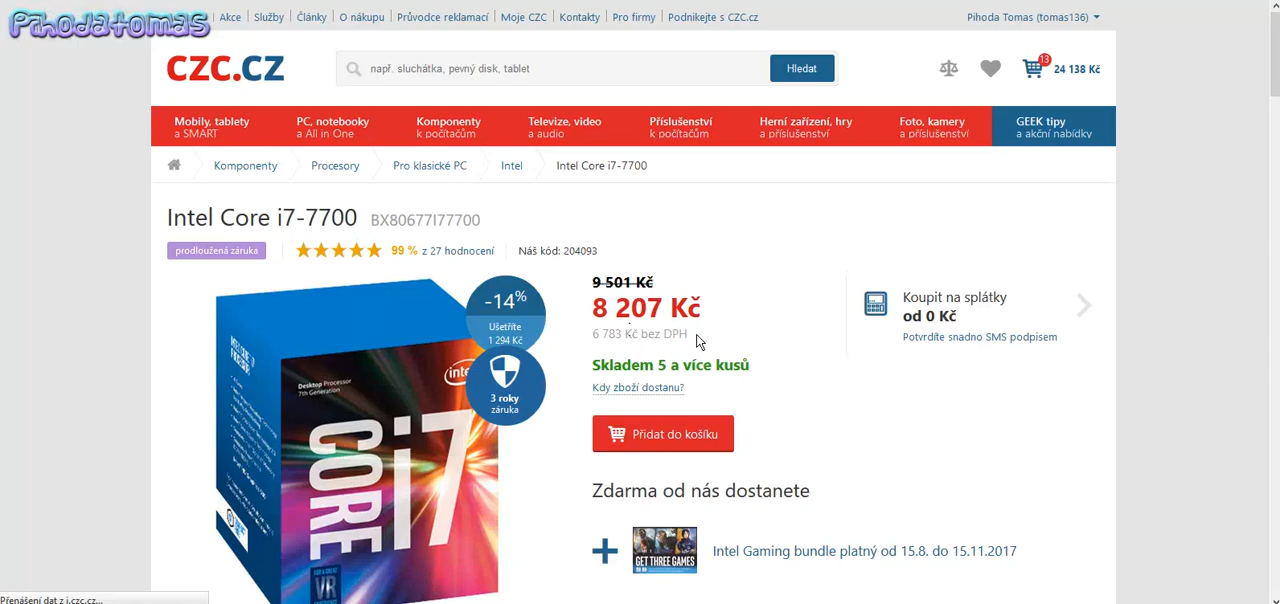 Pihodatomas
Akce Služby Články O nákupu Průvodce reklamací Moje CZC Kontakty Pro firmy Podnikejte s CZC.cz Pihoda Tomas (tomas136)
CZC.CZ
např. sluchátka, pevný disk, tablet
Hledat
13
24 138 Kč
Mobily, tablety
a SMART
PC, notebooky
a All in One
Komponenty
k počítačům
Televize, video
a audio
Příslušenství
k počítačům
Herní zařízení, hry
a příslušenství
Foto, kamery
a příslušenství
GEEK tipy
a akční nabídky
Komponenty Procesory Pro klasické PC Intel Intel Core i7-7700
Intel Core i7-7700 BX80677I77700
prodloužená záruka
99 % z 27 hodnocení
Náš kód: 204093
-14%
Ušetříte
1 294 Kč
3 roky
záruka
Desktop Processor
7th Generation
inte
CORE i7
FOR A GREAT
VR
9 501 Kč
8 207 Kč
6 783 Kč bez DPH
Skladem 5 a více kusů
Kdy zboží dostanu?
Přidat do košíku
Koupit na splátky
od 0 Kč
Potvrdíte snadno SMS podpisem
Zdarma od nás dostanete
GET THREE GAMES
Intel Gaming bundle platný od 15.8. do 15.11.2017
Přenášení dat z i.czc.cz...